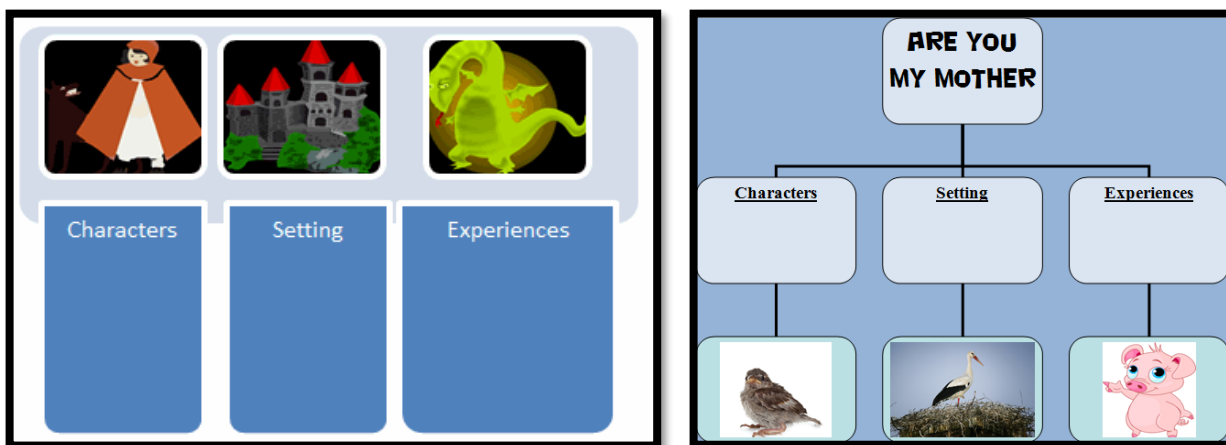 Characters
Setting
Experiences
ARE YOU
MY MOTHER
Characters
Setting
Experiences